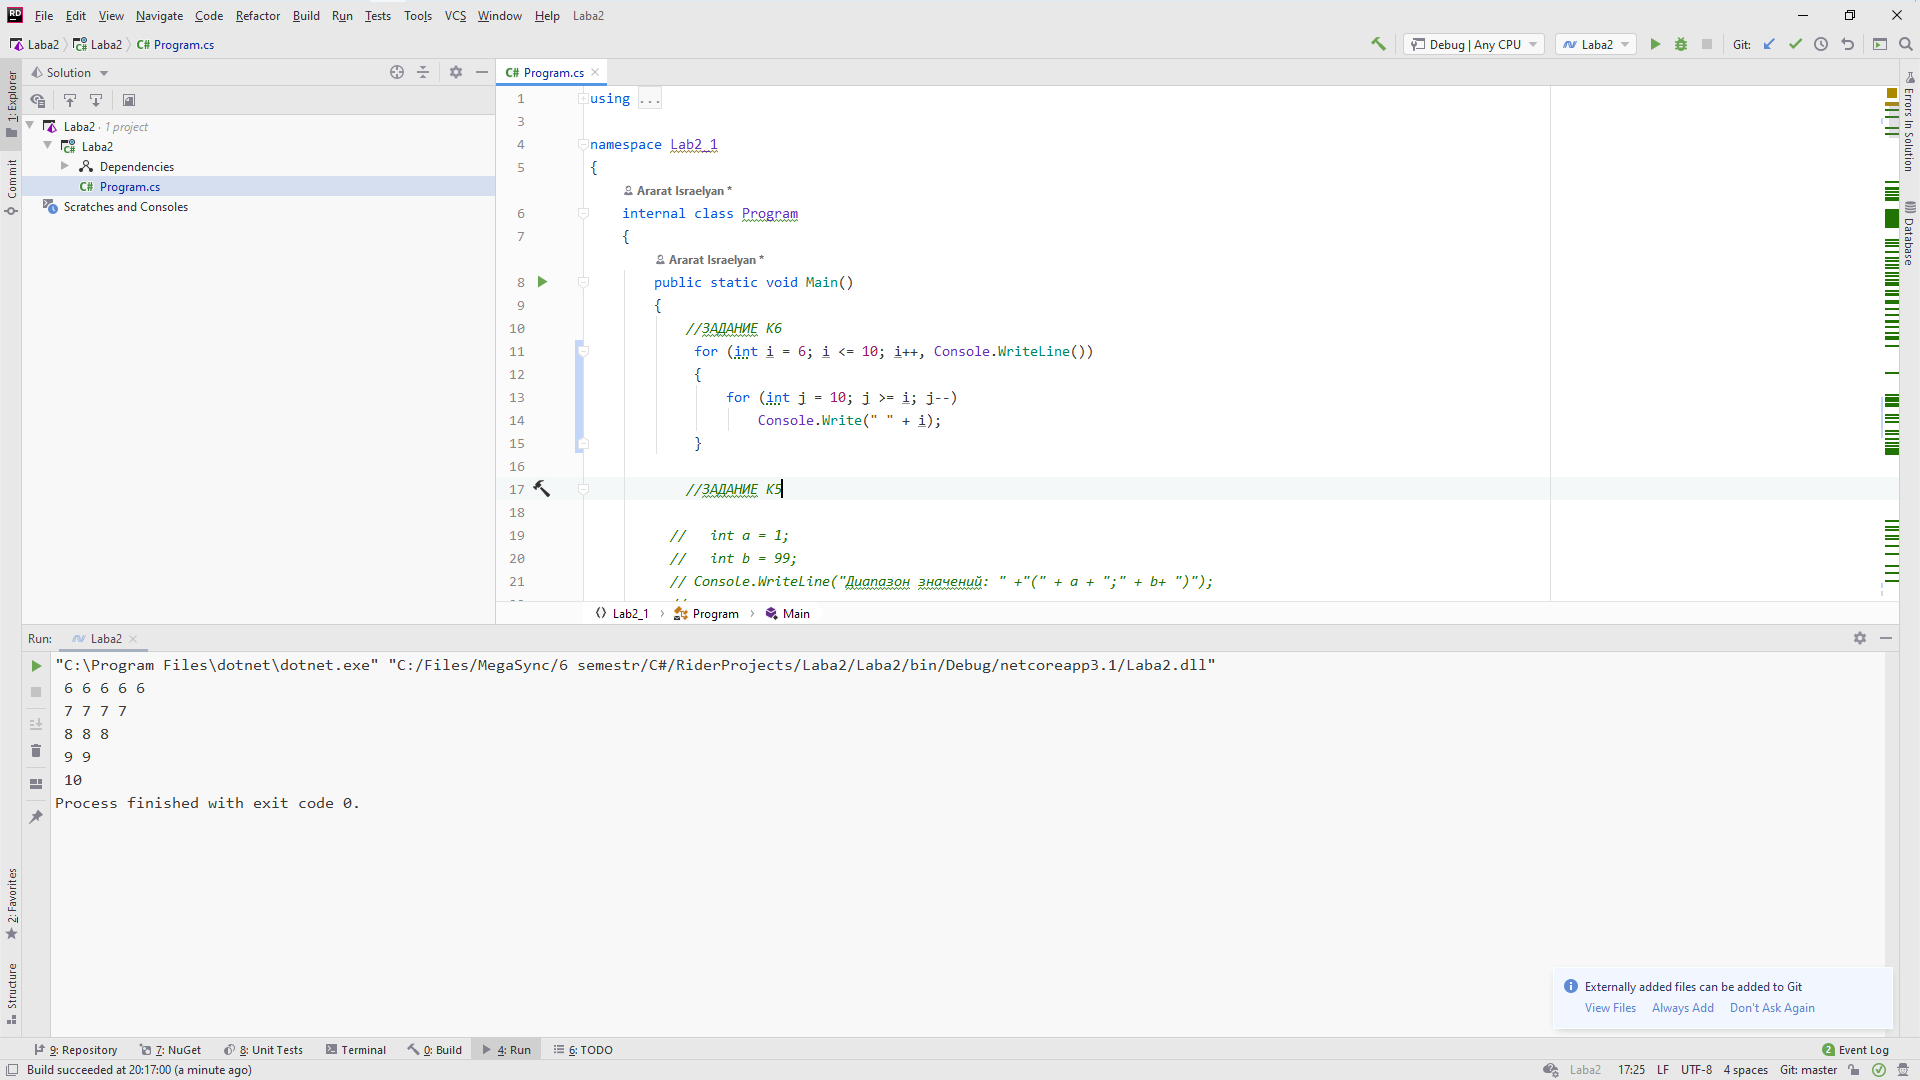 File Edit View Navigate Code Refactor Build Run Tests Tools VCS Window Help Laba2
Laba2 Laba2 C# Program.cs
Debug | Any CPU Laba2 Git:
Solution
C# Program.cs
1: Explorer
Commit
Laba2 · 1 project
Laba2
Dependencies
C# Program.cs
Scratches and Consoles
1 using ...
3
4 namespace Lab2_1
5 {
Ararat Israelyan *
6 internal class Program
7 {
Ararat Israelyan *
8 public static void Main()
9 {
10 //ЗАДАНИЕ К6
11 for (int i = 6; i <= 10; i++, Console.WriteLine())
12 {
13 for (int j = 10; j >= i; j--)
14 Console.Write(" " + i);
15 }
16
17 //ЗАДАНИЕ К5
18
19 // int a = 1;
20 // int b = 99;
21 // Console.WriteLine("Диапазон значений: " +"(" + a + ";" + b+ ")");
Lab2_1 Program Main
Errors In Solution
Database
Run: Laba2
"C:\Program Files\dotnet\dotnet.exe" "C:/Files/MegaSync/6 semestr/C#/RiderProjects/Laba2/Laba2/bin/Debug/netcoreapp3.1/Laba2.dll"
6 6 6 6 6
7 7 7 7
8 8 8
9 9
10
Process finished with exit code 0.
2: Favorites
Structure
Externally added files can be added to Git
View Files Always Add Don't Ask Again
9: Repository 7: NuGet 8: Unit Tests Terminal 0: Build 4: Run 6: TODO 2 Event Log
Build succeeded at 20:17:00 (a minute ago) Laba2 17:25 LF UTF-8 4 spaces Git: master